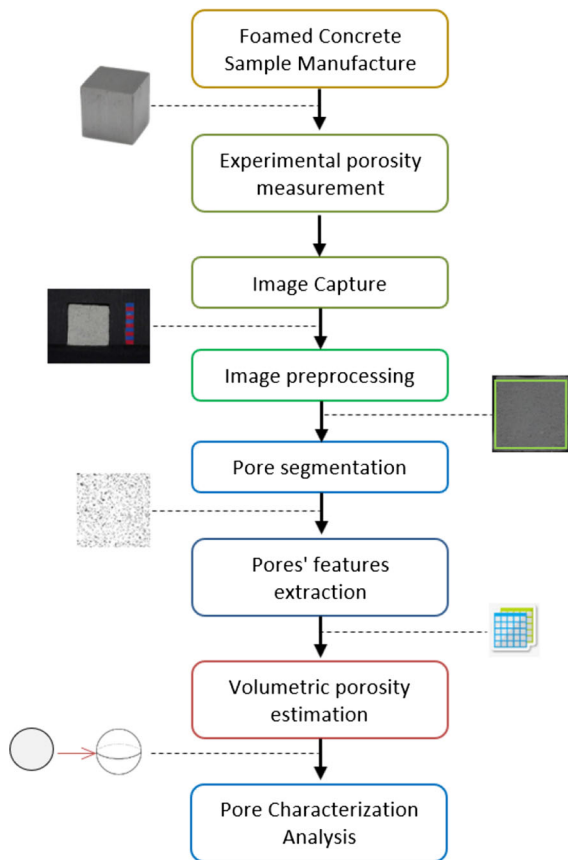 Foamed Concrete
Sample Manufacture
Experimental porosity
measurement
Image Capture
Image preprocessing
Pore segmentation
Pores' features
extraction
Volumetric porosity
estimation
Pore Characterization
Analysis